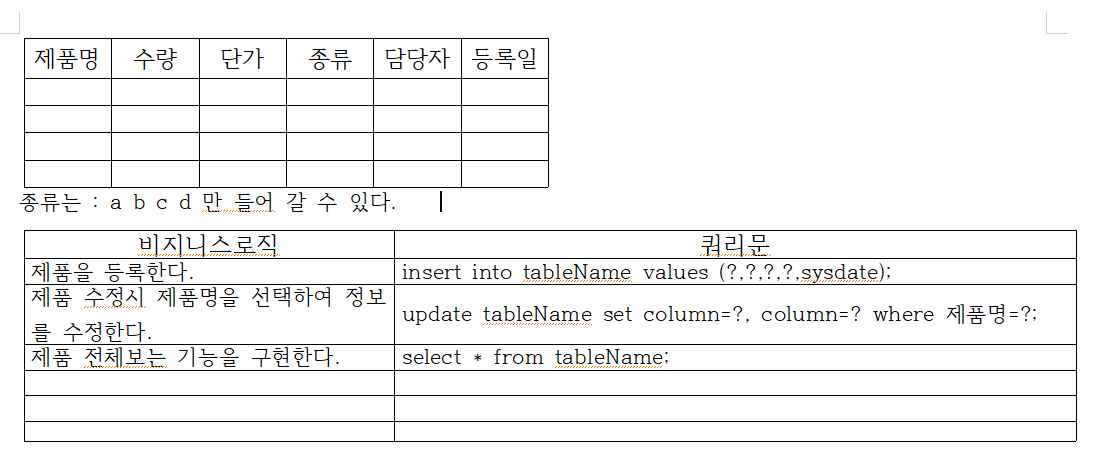 제품명 수량 단가 종류 담당자 등록일
종류는 : a b c d 만 들어 갈 수 있다.
비지니스로직 쿼리문
제품을 등록한다. insert into tableName values (?,?,?,?,sysdate);
제품 수정시 제품명을 선택하여 정보
를 수정한다. update tableName set column=?, column=? where 제품명=?;
제품 전체보는 기능을 구현한다. select * from tableName;